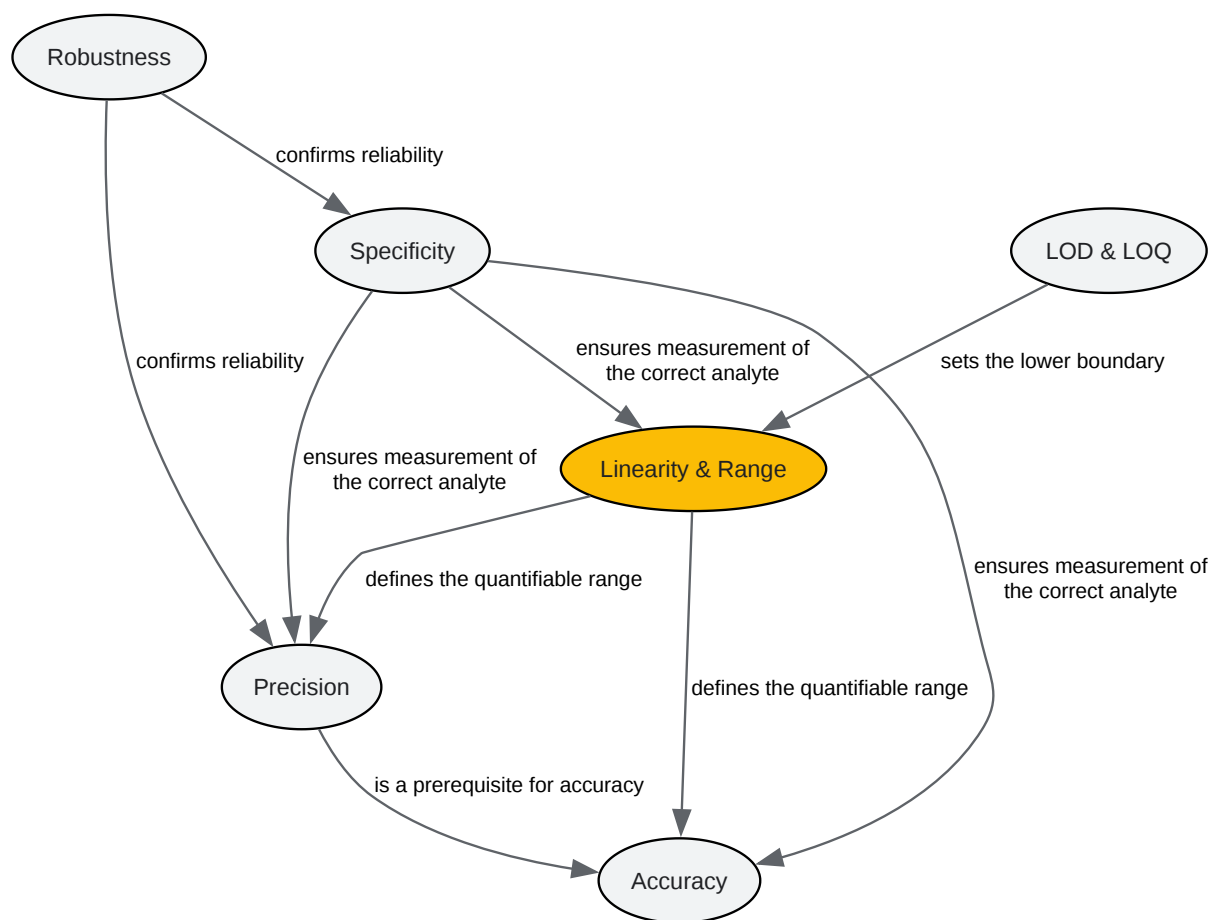 Robustness
confirms reliability
Specificity
LOD & LOQ
ensures measurement of
the correct analyte
confirms reliability
sets the lower boundary
ensures measurement of
the correct analyte
Linearity & Range
defines the quantifiable range
ensures measurement of
the correct analyte
Precision
defines the quantifiable range
is a prerequisite for accuracy
Accuracy